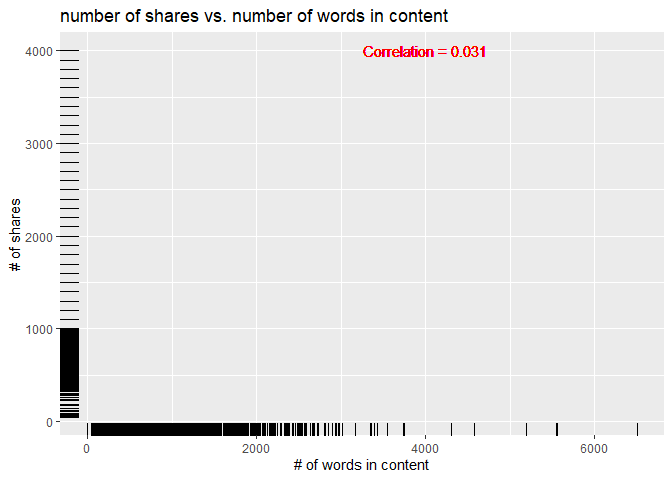 number of shares vs. number of words in content
Correlation = 0.031
4000
3000
2000
1000
0
# of shares
0 2000 4000 6000
# of words in content